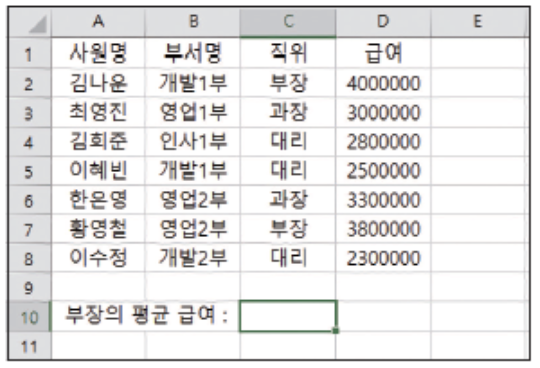 A B C D E
1 사원명 부서명 직위 급여
2 김나운 개발1부 부장 4000000
3 최영진 영업1부 과장 3000000
4 김희준 인사1부 대리 2800000
5 이혜빈 개발1부 대리 2500000
6 한은영 영업2부 과장 3300000
7 황영철 영업2부 부장 3800000
8 이수정 개발2부 대리 2300000
9
10 부장의 평균 급여 :
11